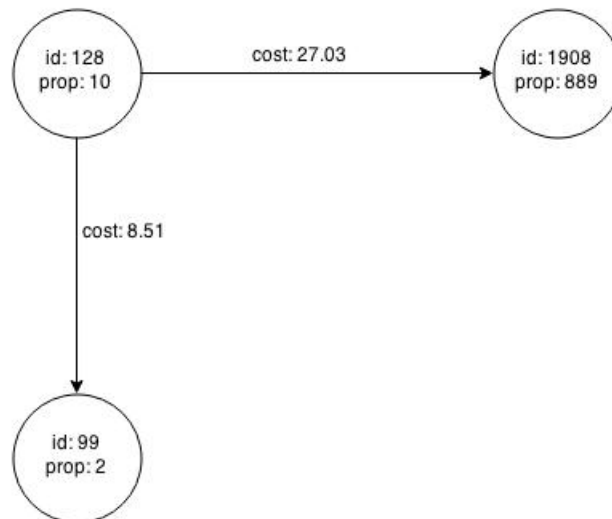 id: 128
prop: 10
cost: 27.03
id: 1908
prop: 889
cost: 8.51
id: 99
prop: 2